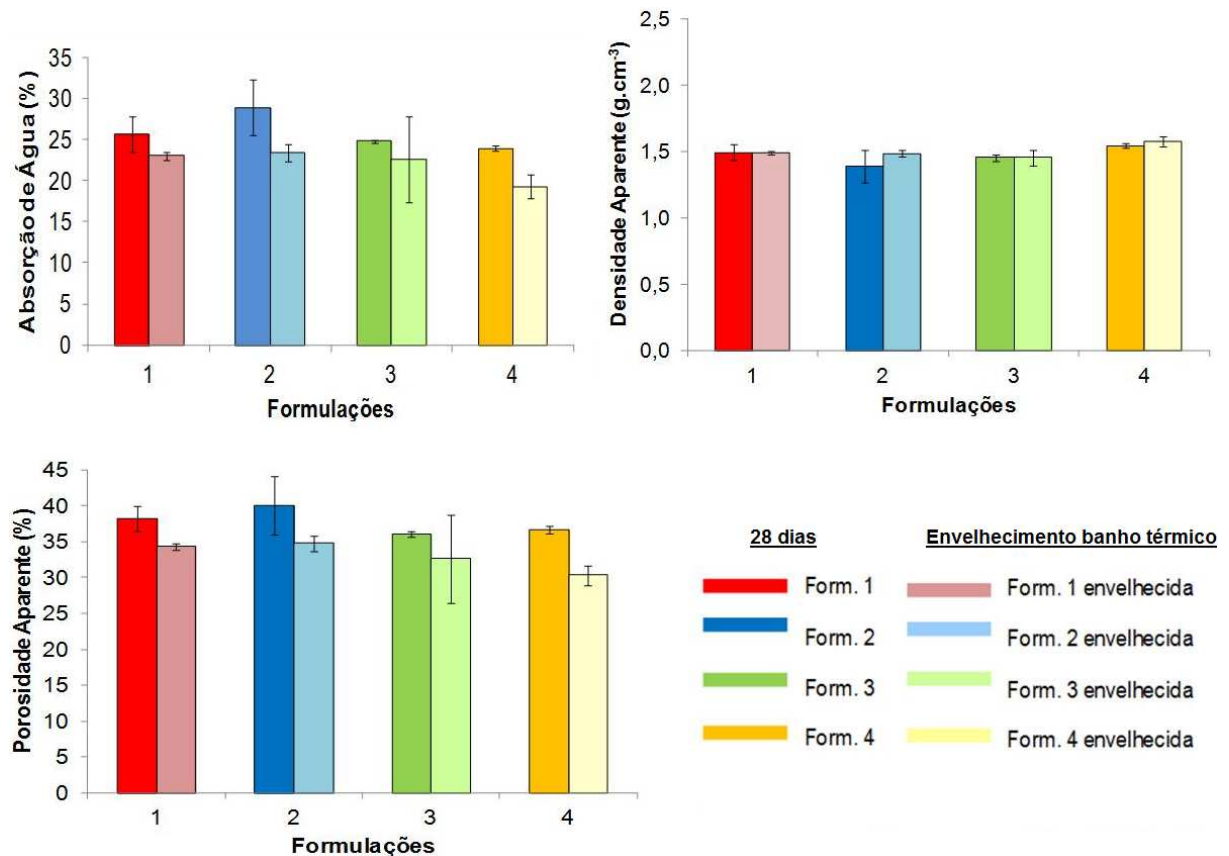 Absorção de Água (%)
35
30
25
20
15
10
5
0
1 2 3 4
Formulações
Densidade Aparente (g.cm⁻³)
2,5
2,0
1,5
1,0
0,5
0,0
1 2 3 4
Formulações
Porosidade Aparente (%)
45
40
35
30
25
20
15
10
5
0
1 2 3 4
Formulações
28 dias Envelhecimento banho térmico
Form. 1 Form. 1 envelhecida
Form. 2 Form. 2 envelhecida
Form. 3 Form. 3 envelhecida
Form. 4 Form. 4 envelhecida